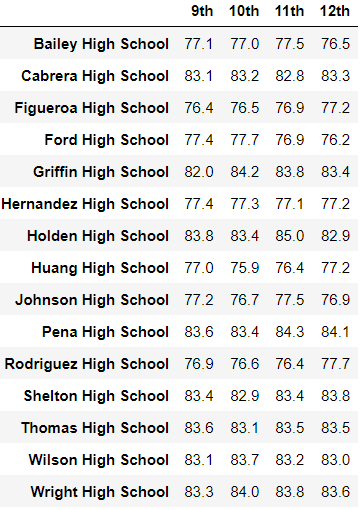 9th 10th 11th 12th
Bailey High School 77.1 77.0 77.5 76.5
Cabrera High School 83.1 83.2 82.8 83.3
Figueroa High School 76.4 76.5 76.9 77.2
Ford High School 77.4 77.7 76.9 76.2
Griffin High School 82.0 84.2 83.8 83.4
Hernandez High School 77.4 77.3 77.1 77.2
Holden High School 83.8 83.4 85.0 82.9
Huang High School 77.0 75.9 76.4 77.2
Johnson High School 77.2 76.7 77.5 76.9
Pena High School 83.6 83.4 84.3 84.1
Rodriguez High School 76.9 76.6 76.4 77.7
Shelton High School 83.4 82.9 83.4 83.8
Thomas High School 83.6 83.1 83.5 83.5
Wilson High School 83.1 83.7 83.2 83.0
Wright High School 83.3 84.0 83.8 83.6